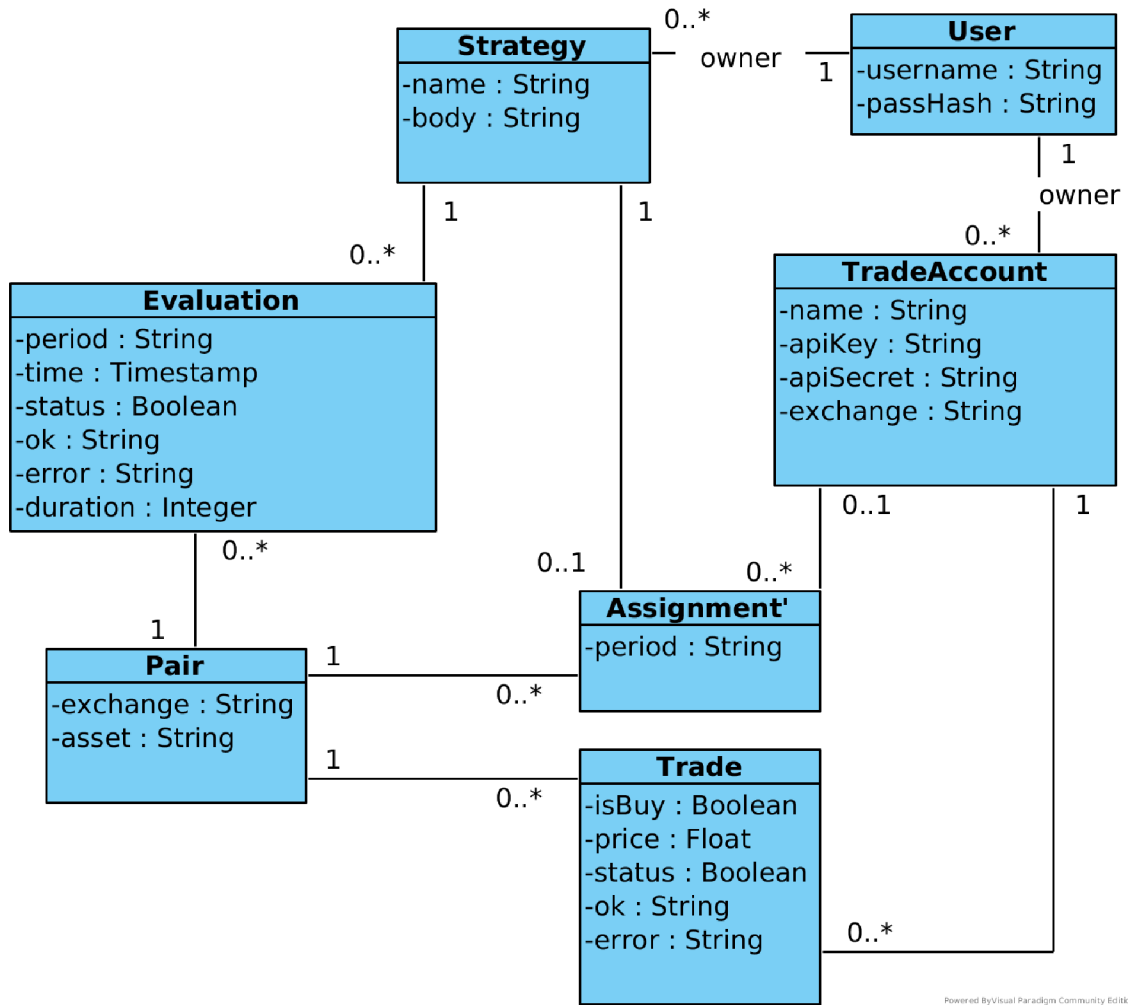 Strategy
-name : String
-body : String
0..*
owner
1
User
-username : String
-passHash : String
1
owner
0..*
1
0..*
1
Evaluation
-period : String
-time : Timestamp
-status : Boolean
-ok : String
-error : String
-duration : Integer
TradeAccount
-name : String
-apiKey : String
-apiSecret : String
-exchange : String
0..*
1
0..1
0..1
0..*
1
Assignment'
-period : String
Pair
-exchange : String
-asset : String
1
0..*
1
0..*
Trade
-isBuy : Boolean
-price : Float
-status : Boolean
-ok : String
-error : String
0..*
Powered ByVisual Paradigm Community Editi